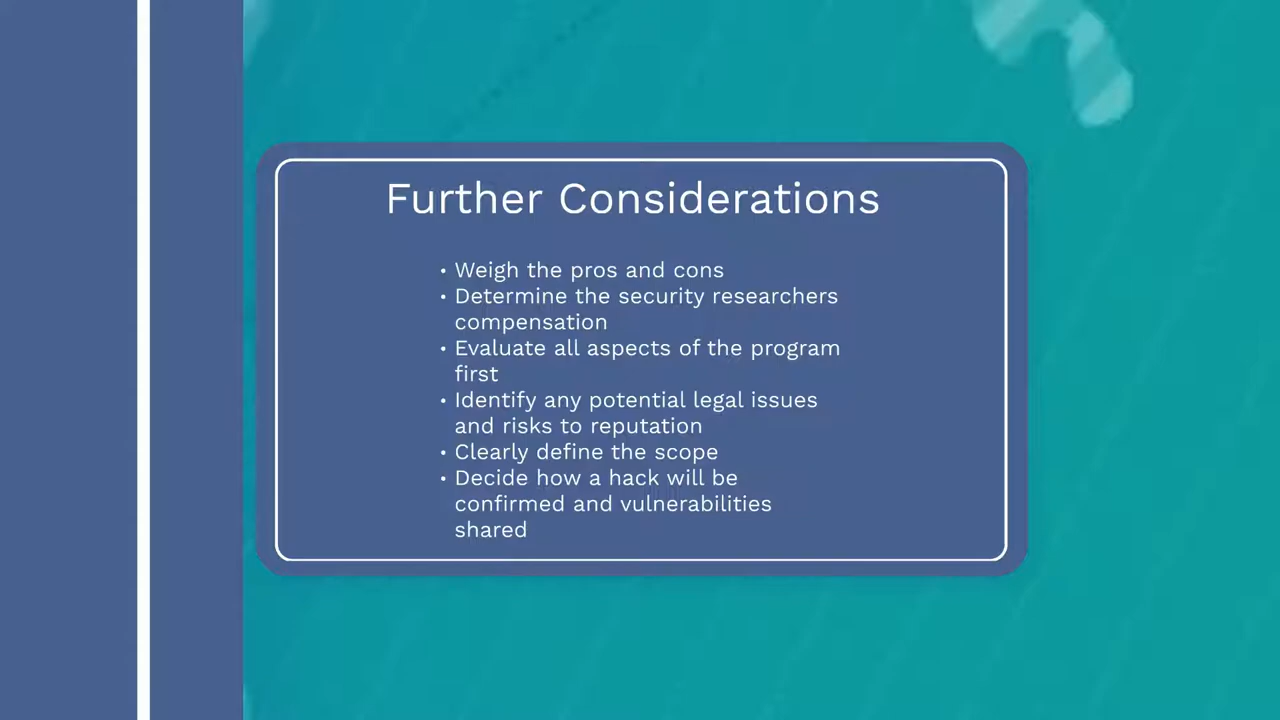 Further Considerations
• Weigh the pros and cons
• Determine the security researchers
compensation
• Evaluate all aspects of the program
first
• Identify any potential legal issues
and risks to reputation
• Clearly define the scope
• Decide how a hack will be
confirmed and vulnerabilities
shared